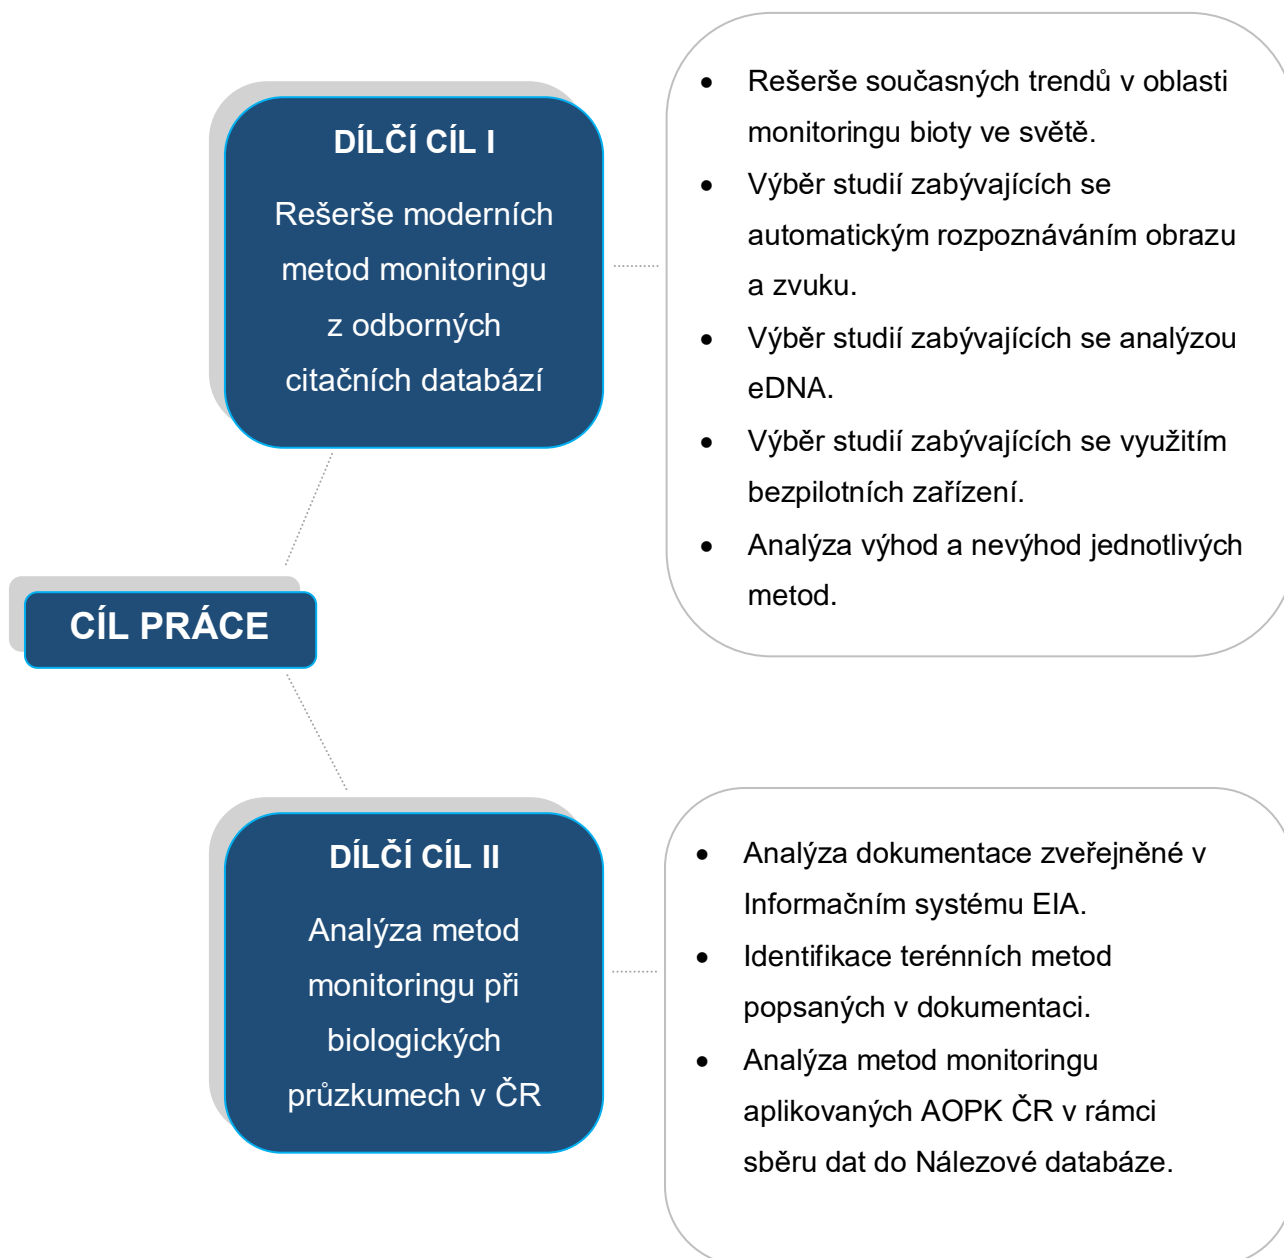 DÍLČÍ CÍL I
Rešerše moderních
metod monitoringu
z odborných
citačních databází
• Rešerše současných trendů v oblasti
monitoringu bioty ve světě.
• Výběr studií zabývajících se
automatickým rozpoznáváním obrazu
a zvuku.
• Výběr studií zabývajících se analýzou
eDNA.
• Výběr studií zabývajících se využitím
bezpilotních zařízení.
• Analýza výhod a nevýhod jednotlivých
metod.
CÍL PRÁCE
DÍLČÍ CÍL II
Analýza metod
monitoringu při
biologických
průzkumech v ČR
• Analýza dokumentace zveřejněné v
Informačním systému EIA.
• Identifikace terénních metod
popsaných v dokumentaci.
• Analýza metod monitoringu
aplikovaných AOPK ČR v rámci
sběru dat do Nálezové databáze.